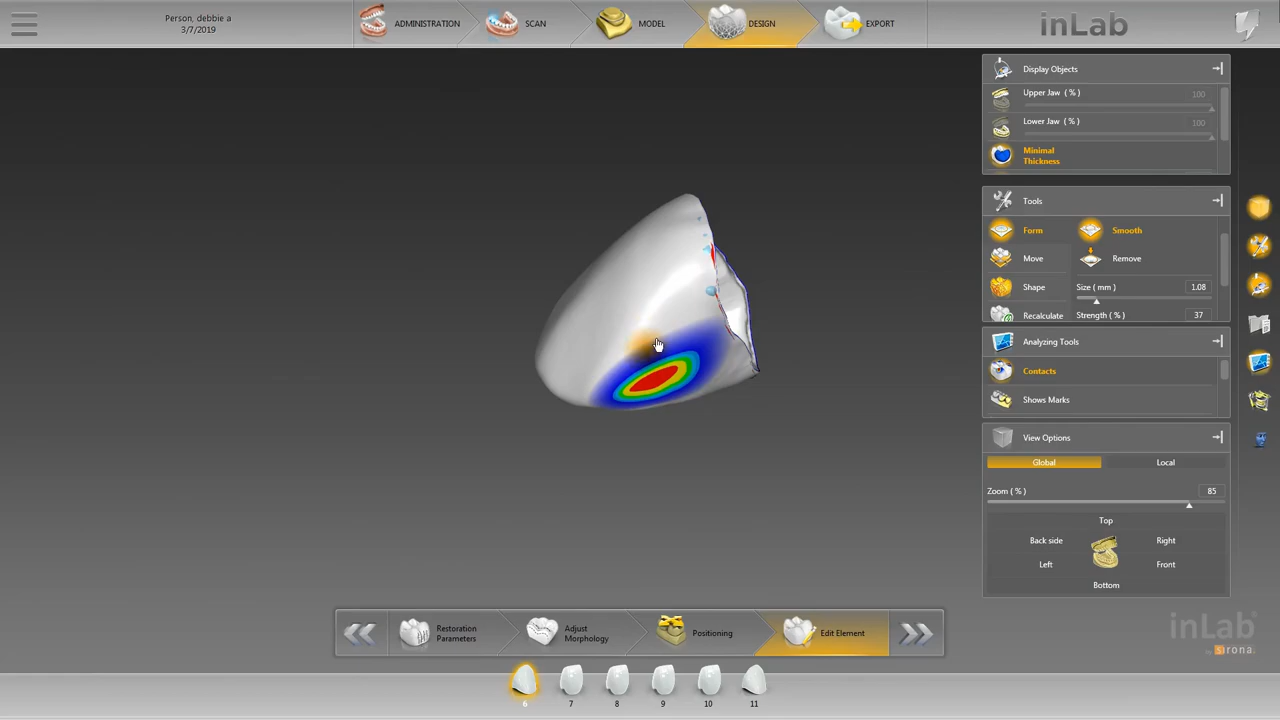 Person, debbie a
3/7/2019
ADMINISTRATION
SCAN
MODEL
DESIGN
EXPORT
inLab
Display Objects
Upper Jaw ( % )
100
Lower Jaw ( % )
100
Minimal
Thickness
Tools
Form
Smooth
Move
Remove
Shape
Size ( mm )
1.08
Recalculate
Strength ( % )
37
Analyzing Tools
Contacts
Shows Marks
View Options
Global
Local
Zoom ( % )
85
Top
Back side
Right
Left
Front
Bottom
Restoration
Parameters
Adjust
Morphology
Positioning
Edit Element
inLab
by sirona.
6
7
8
9
10
11